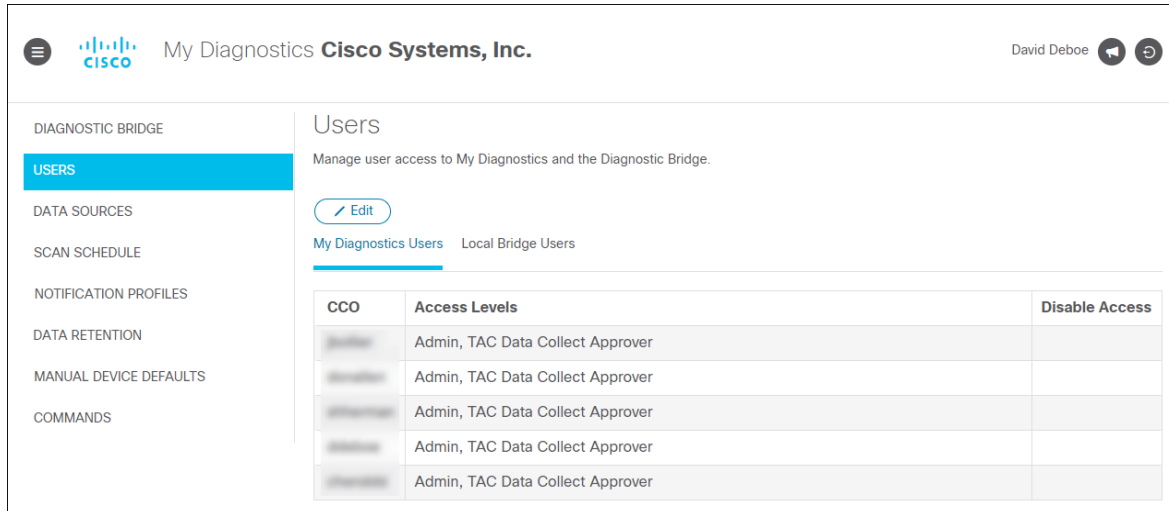 CISCO
My Diagnostics Cisco Systems, Inc.
David Deboe
DIAGNOSTIC BRIDGE
USERS
DATA SOURCES
SCAN SCHEDULE
NOTIFICATION PROFILES
DATA RETENTION
MANUAL DEVICE DEFAULTS
COMMANDS
Users
Manage user access to My Diagnostics and the Diagnostic Bridge.
Edit
My Diagnostics Users Local Bridge Users
CCO Access Levels Disable Access
Admin, TAC Data Collect Approver
Admin, TAC Data Collect Approver
Admin, TAC Data Collect Approver
Admin, TAC Data Collect Approver
Admin, TAC Data Collect Approver